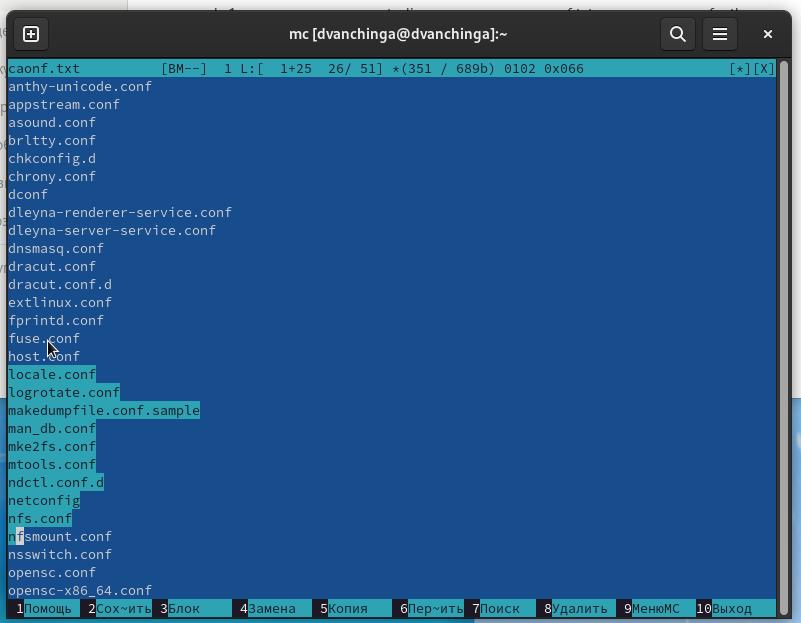 mc [dvanchinga@dvanchinga]:~
caonf.txt [BM--] 1 L:[ 1+25 26/ 51] *(351 / 689b) 0102 0x066 [*][X]
anthy-unicode.conf
appstream.conf
asound.conf
brltty.conf
chkconfig.d
chrony.conf
dconf
dleyna-renderer-service.conf
dleyna-server-service.conf
dnsmasq.conf
dracut.conf
dracut.conf.d
extlinux.conf
fprintd.conf
fuse.conf
host.conf
locale.conf
logrotate.conf
makedumpfile.conf.sample
man_db.conf
mke2fs.conf
mtools.conf
ndctl.conf.d
netconfig
nfs.conf
nfsmount.conf
nsswitch.conf
opensc.conf
opensc-x86_64.conf
1Помощь 2Сох~ить 3Блок 4Замена 5Копия 6Пер~ить 7Поиск 8Удалить 9МенюMC 10Выход